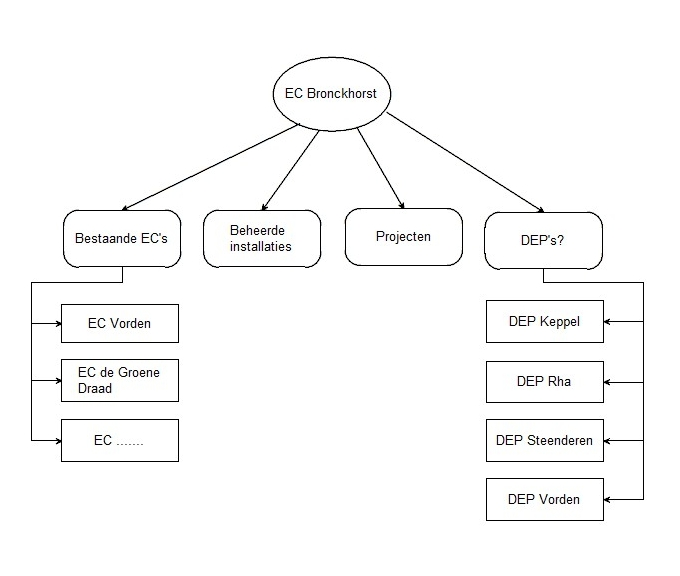 EC Bronckhorst
Bestaande EC's
Beheerde
installaties
Projecten
DEP's?
EC Vorden
EC de Groene
Draad
EC .......
DEP Keppel
DEP Rha
DEP Steenderen
DEP Vorden